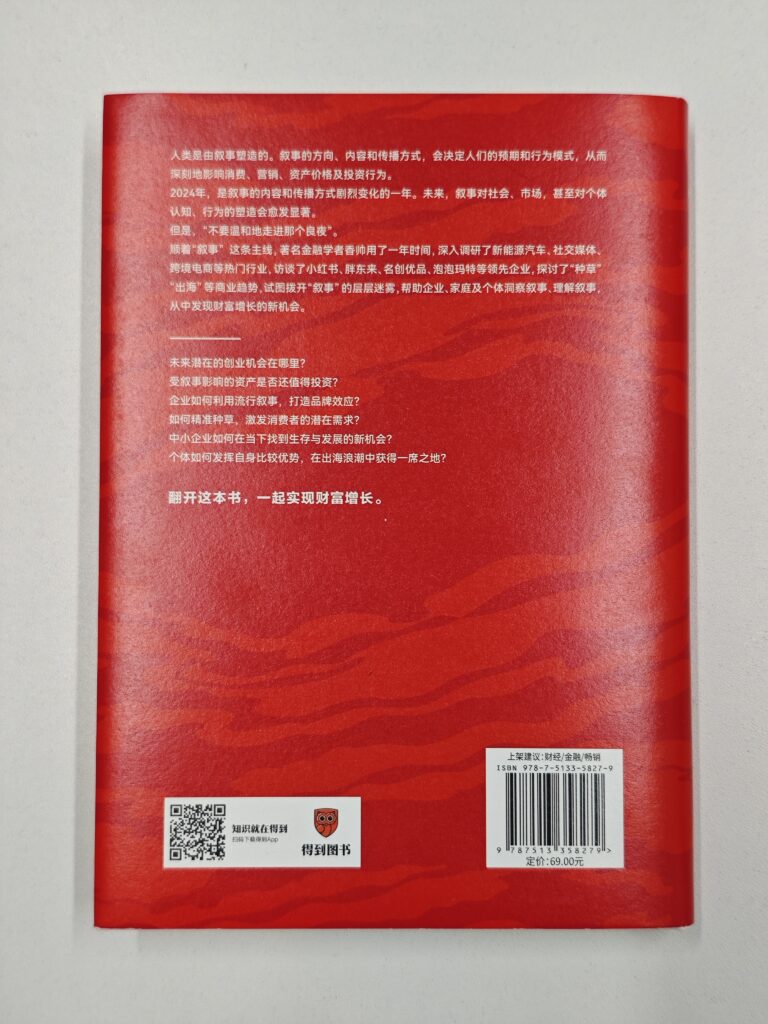 人类是由叙事塑造的。叙事的方向、内容和传播方式，会决定人们的预期和行为模式，从而
深刻地影响消费、营销、资产价格及投资行为。
2024年，是叙事的内容和传播方式剧烈变化的一年。未来，叙事对社会、市场，甚至对个体
认知、行为的塑造会愈发显著。
但是，“不要温和地走进那个良夜”。
顺着“叙事”这条主线，著名金融学者香帅用了一年时间，深入调研了新能源汽车、社交媒体、
跨境电商等热门行业，访谈了小红书、胖东来、名创优品、泡泡玛特等领先企业，探讨了“种草”
“出海”等商业趋势，试图拨开“叙事”的层层迷雾，帮助企业、家庭及个体洞察叙事、理解叙事，
从中发现财富增长的新机会。
未来潜在的创业机会在哪里？
受叙事影响的资产是否还值得投资？
企业如何利用流行叙事，打造品牌效应？
如何精准种草，激发消费者的潜在需求？
中小企业如何在当下找到生存与发展的新机会？
个体如何发挥自身比较优势，在出海浪潮中获得一席之地？
翻开这本书，一起实现财富增长。
知识就在得到
扫码下载得到App
得到图书
上架建议：财经/金融/畅销
ISBN 978-7-5133-5827-9
9 787513 358279 >
定价：69.00元